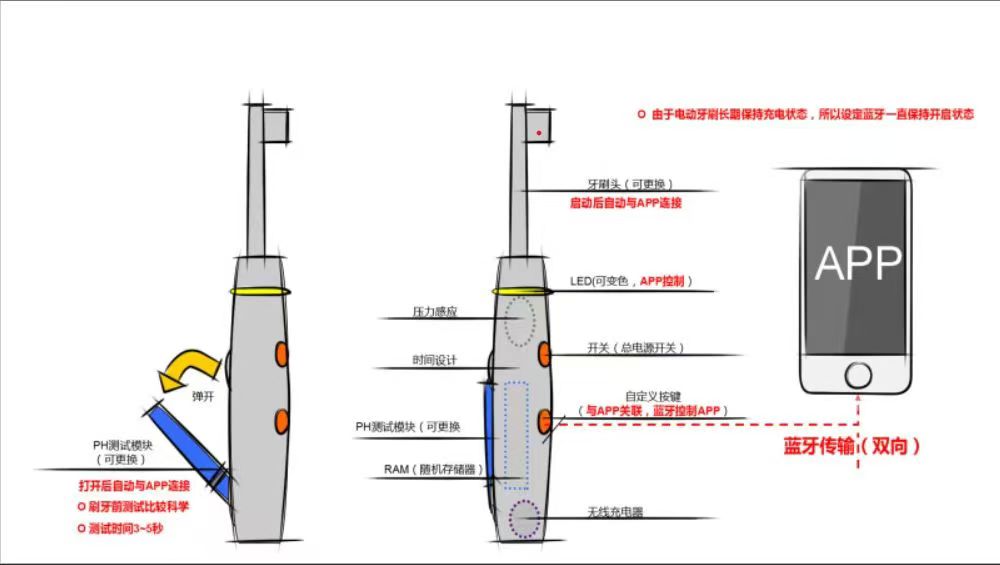 由于电动牙刷长期保持充电状态，所以设定蓝牙一直保持开启状态
牙刷头（可更换）
启动后自动与APP连接
APP
LED(可变色，APP控制）
压力感应
开关（总电源开关）
时间设计
弹开
自定义按键
（与APP关联，蓝牙控制APP）
PH测试模块（可更换
蓝牙传输（双向）
PH测试模块
（可更换）
RAM（随机存储器）
打开后自动与APP连接
刷牙前测试比较科学
无线充电器
测试时间3~5秒